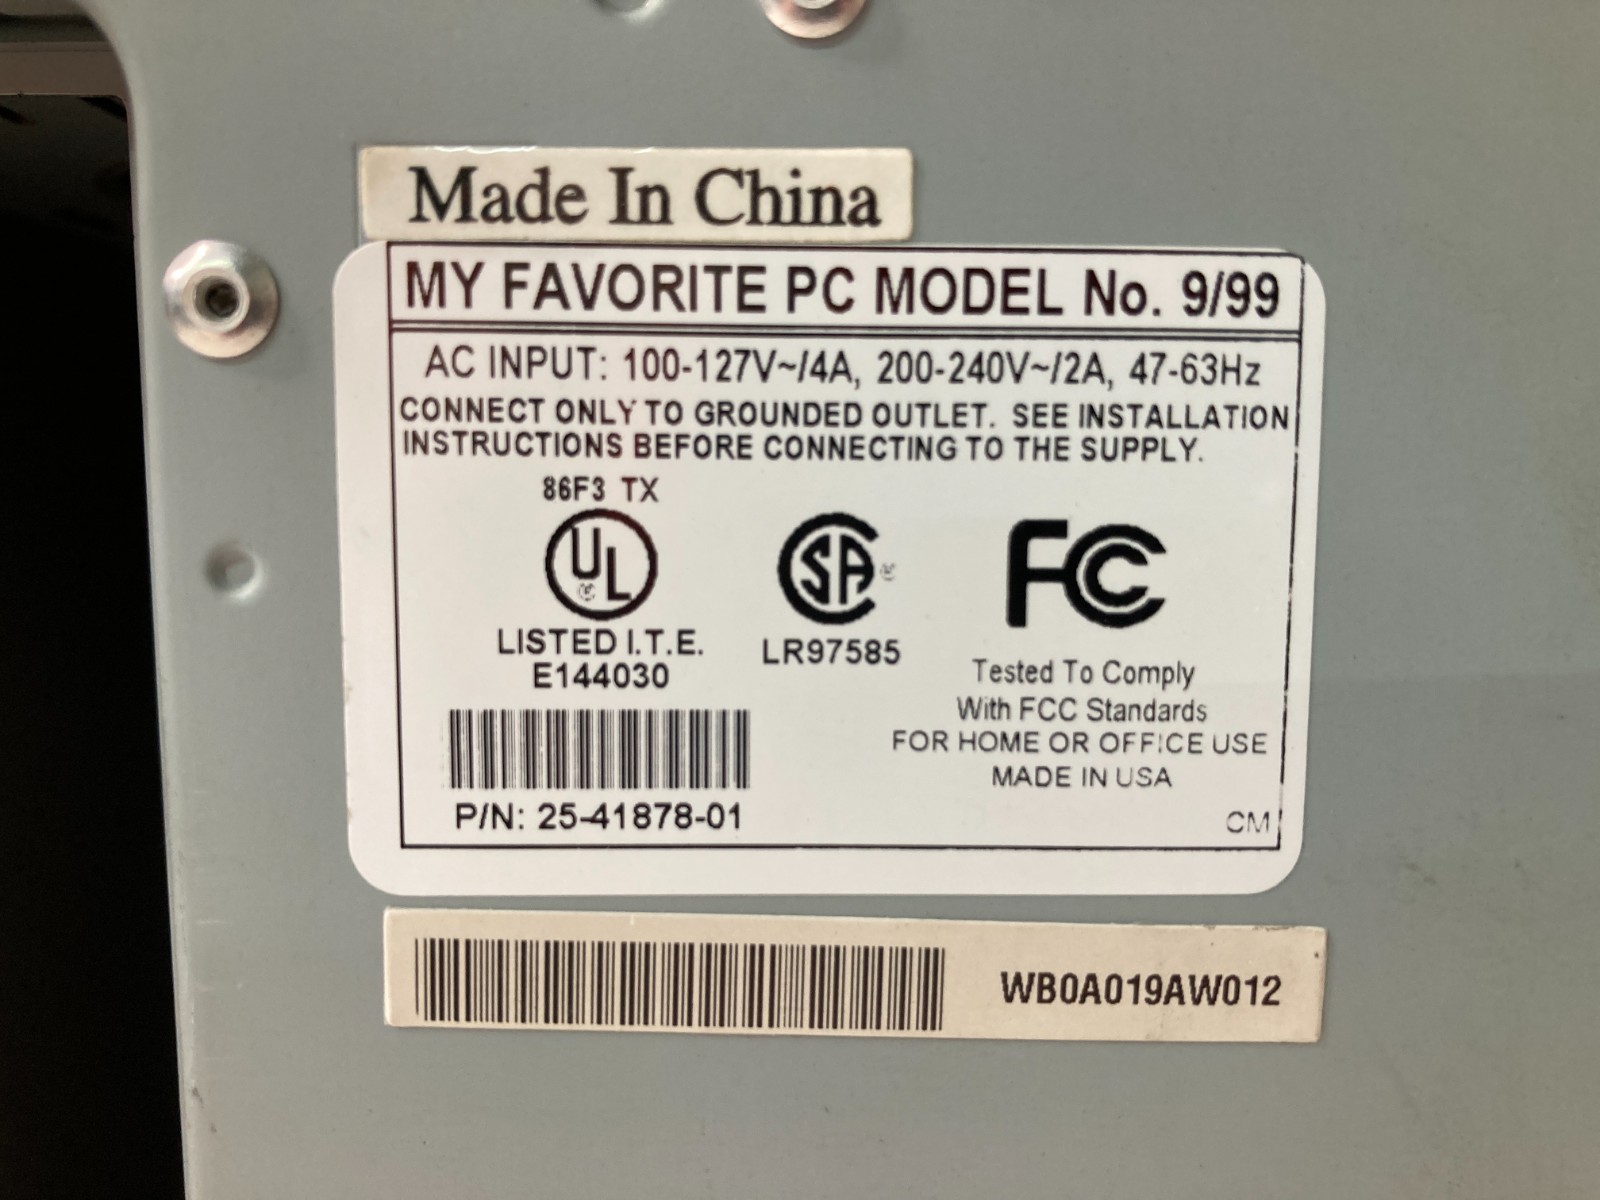 Made In China
MY FAVORITE PC MODEL No. 9/99
AC INPUT: 100-127V~/4A, 200-240V~/2A, 47-63Hz
CONNECT ONLY TO GROUNDED OUTLET. SEE INSTALLATION
INSTRUCTIONS BEFORE CONNECTING TO THE SUPPLY.
86F3 TX
UL
LISTED I.T.E.
E144030
SA
LR97585
FC
Tested To Comply
With FCC Standards
FOR HOME OR OFFICE USE
MADE IN USA
P/N: 25-41878-01
CM
WB0A019AW012